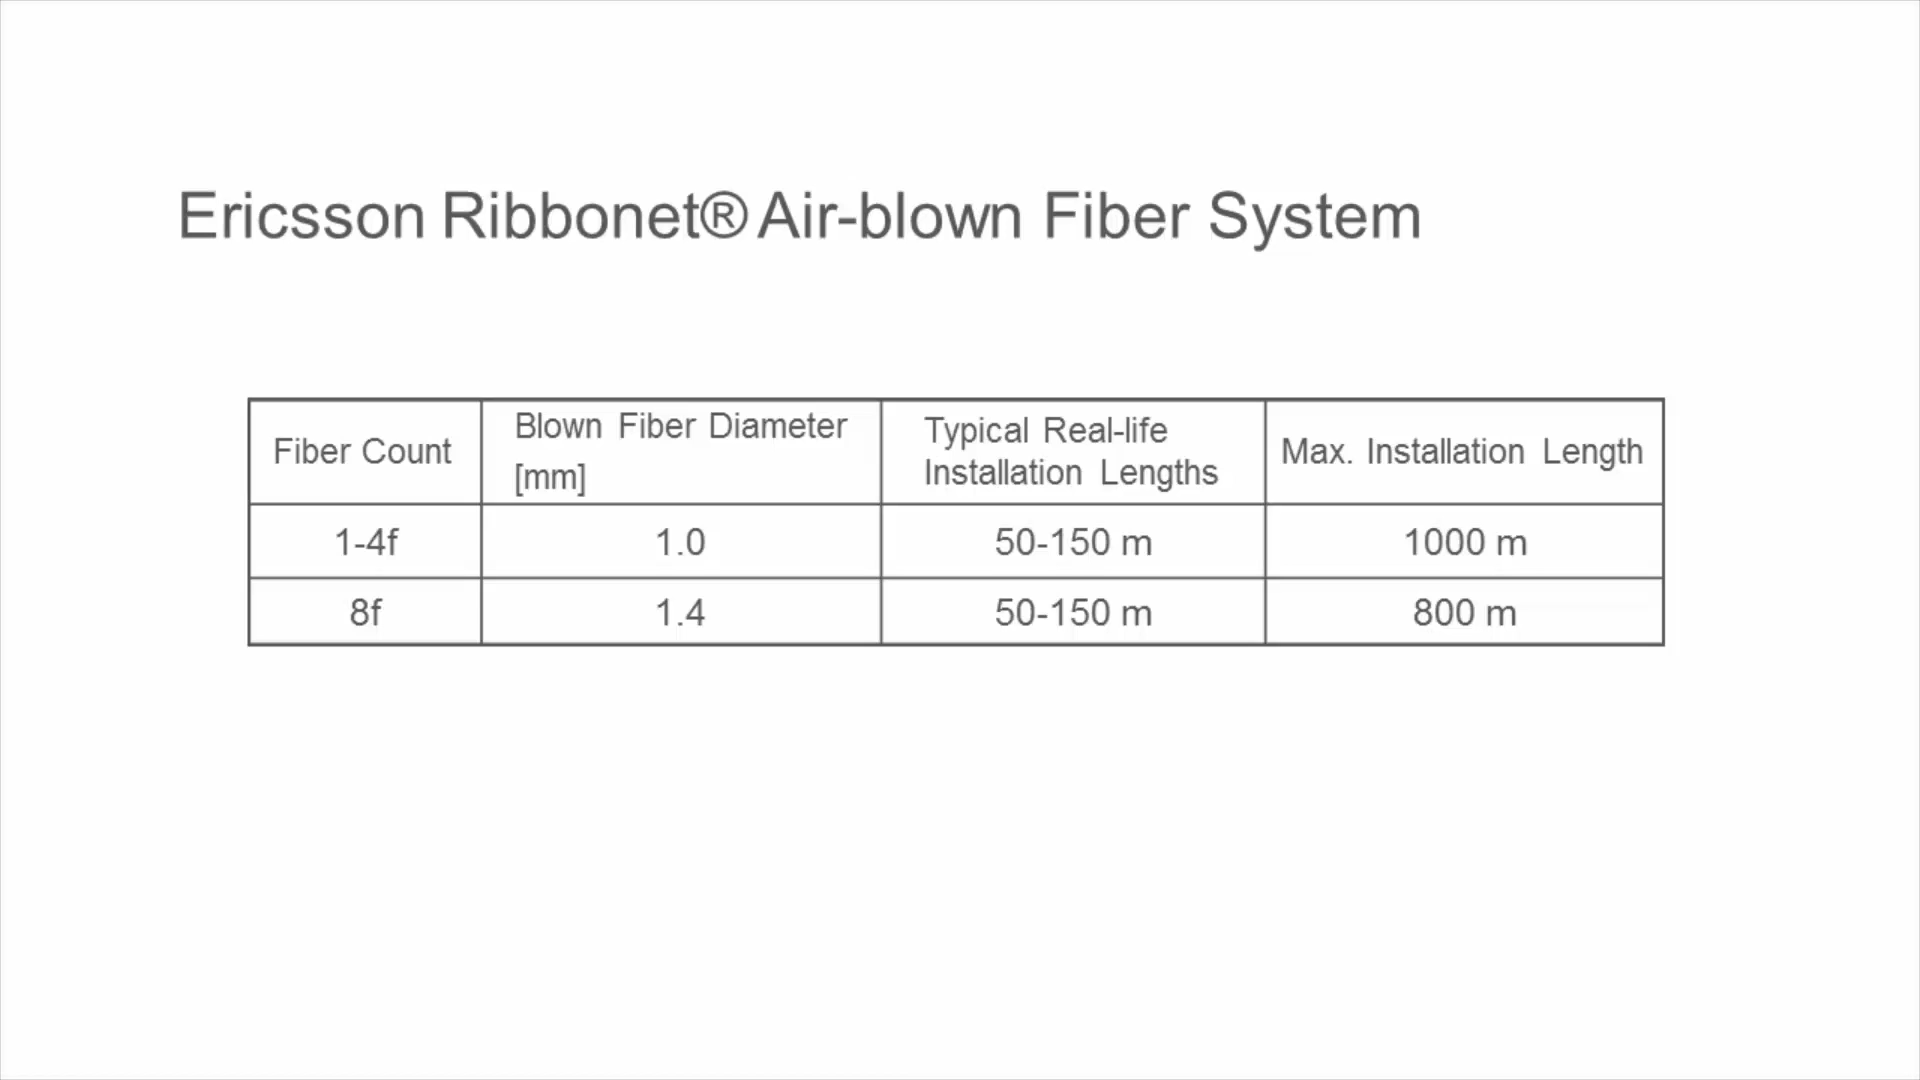 Ericsson Ribbonet® Air-blown Fiber System
Fiber Count
Blown Fiber Diameter
[mm]
Typical Real-life
Installation Lengths
Max. Installation Length
1-4f
1.0
50-150 m
1000 m
8f
1.4
50-150 m
800 m